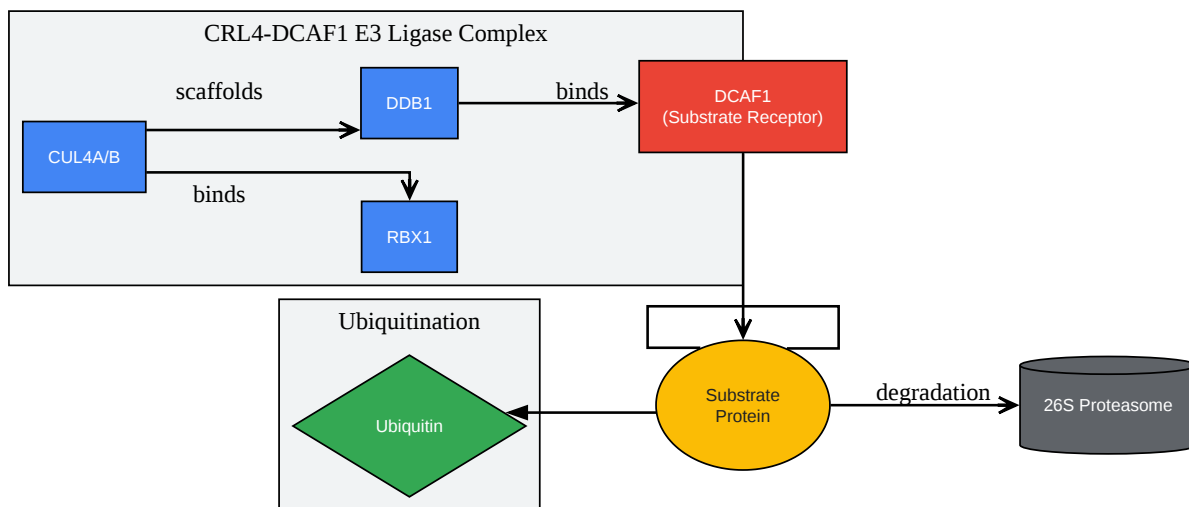 CRL4-DCAF1 E3 Ligase Complex
scaffolds
DDB1
binds
DCAF1
(Substrate Receptor)
CUL4A/B
binds
RBX1
Ubiquitination
Ubiquitin
Substrate
Protein
degradation
26S Proteasome